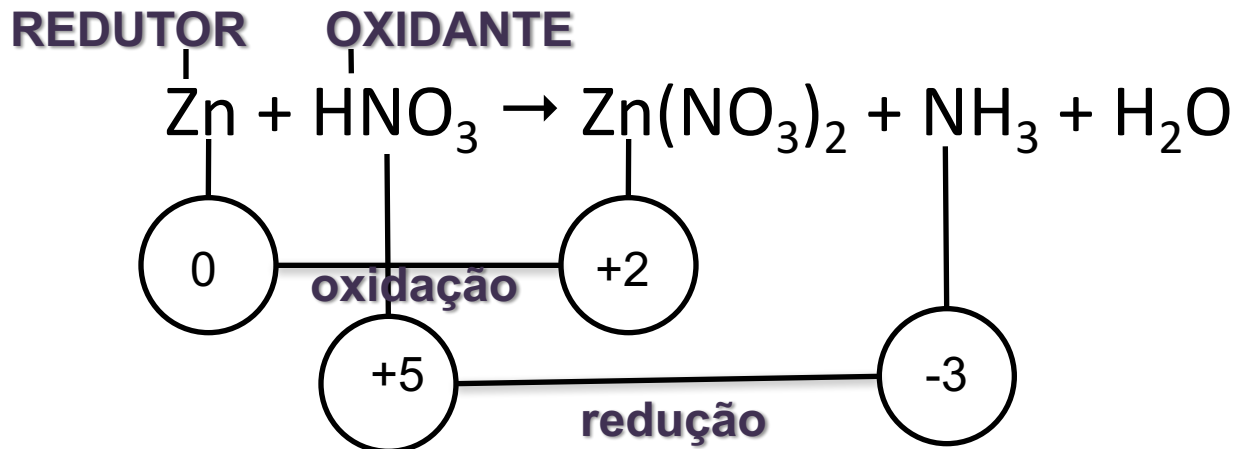 REDUTOR OXIDANTE
Zn + HNO₃ → Zn(NO₃)₂ + NH₃ + H₂O
0 oxidação +2
+5 -3
redução